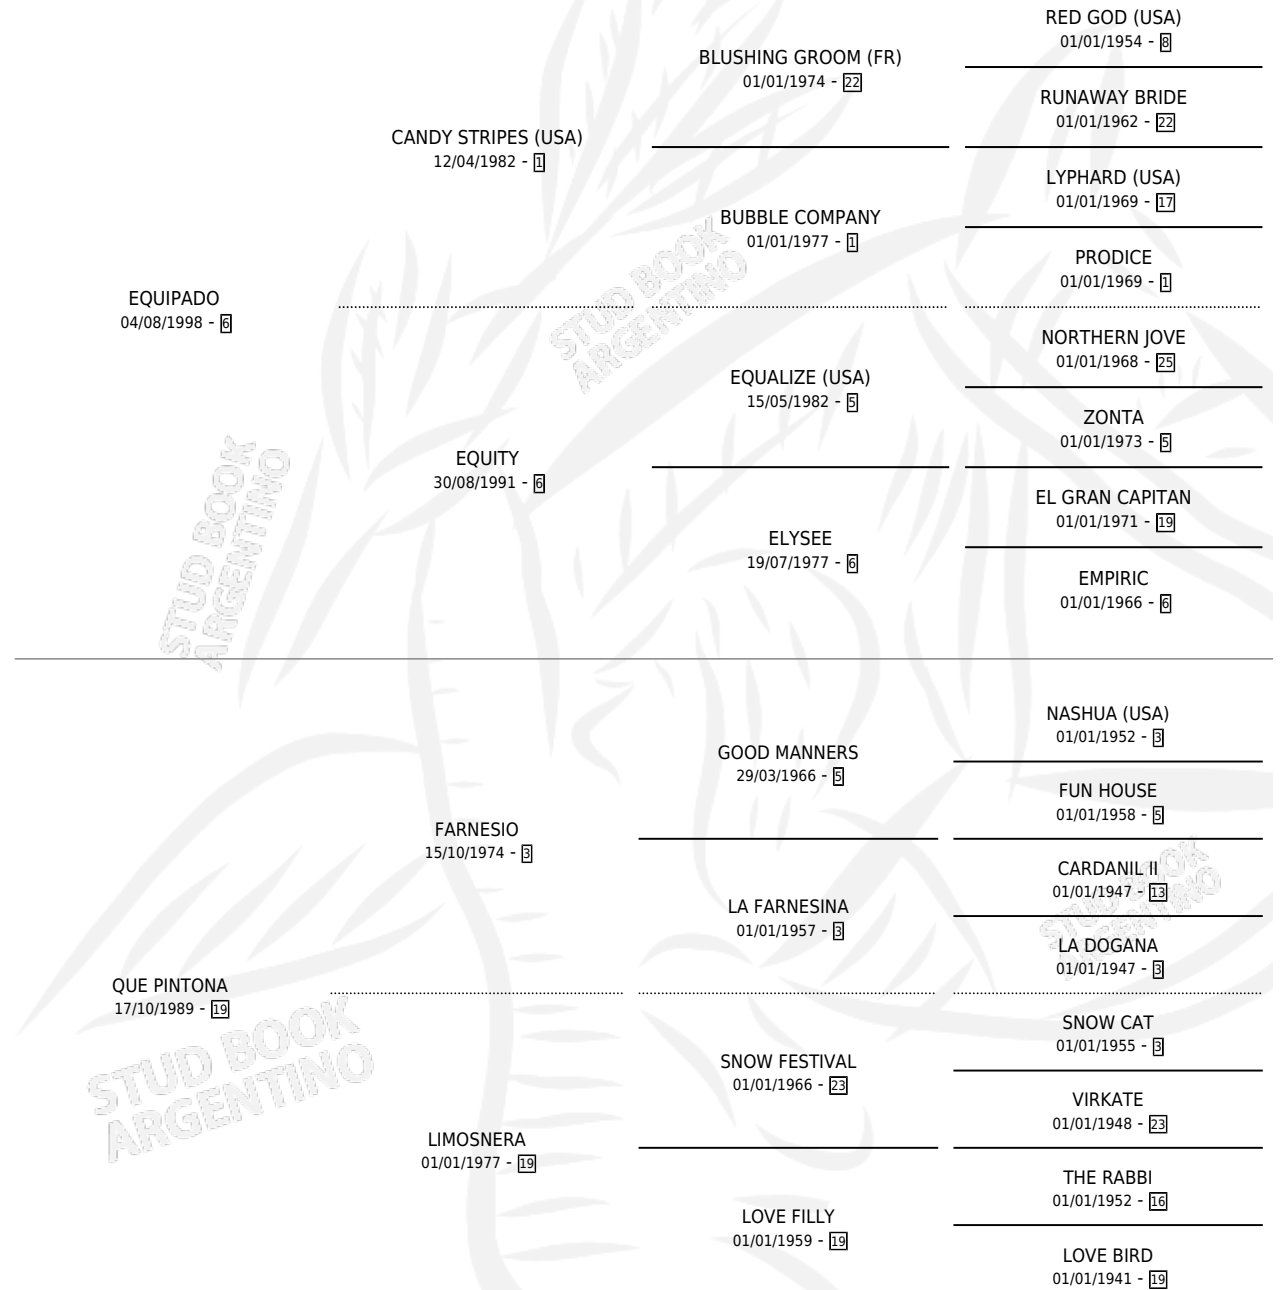 RED GOD (USA)
01/01/1954 - 8
BLUSHING GROOM (FR)
01/01/1974 - 22
RUNAWAY BRIDE
01/01/1962 - 22
CANDY STRIPES (USA)
12/04/1982 - 1
LYPHARD (USA)
01/01/1969 - 17
BUBBLE COMPANY
01/01/1977 - 1
PRODICE
01/01/1969 - 1
EQUIPADO
04/08/1998 - 6
NORTHERN JOVE
01/01/1968 - 25
EQUALIZE (USA)
15/05/1982 - 5
ZONTA
01/01/1973 - 5
EQUITY
30/08/1991 - 6
EL GRAN CAPITAN
01/01/1971 - 19
ELYSEE
19/07/1977 - 6
EMPIRIC
01/01/1966 - 6
NASHUA (USA)
01/01/1952 - 3
GOOD MANNERS
29/03/1966 - 5
FUN HOUSE
01/01/1958 - 5
FARNESIO
15/10/1974 - 3
CARDANIL II
01/01/1947 - 13
LA FARNESINA
01/01/1957 - 3
LA DOGANA
01/01/1947 - 3
QUE PINTONA
17/10/1989 - 19
SNOW CAT
01/01/1955 - 3
SNOW FESTIVAL
01/01/1966 - 23
VIRKATE
01/01/1948 - 23
LIMOSNERA
01/01/1977 - 19
THE RABBI
01/01/1952 - 16
LOVE FILLY
01/01/1959 - 19
LOVE BIRD
01/01/1941 - 19
STUD BOOK
ARGENTINO
STUD BOOK
ARGENTINO
STUD BOOK
ARGENTINO
STUD BOOK
ARGENTINO